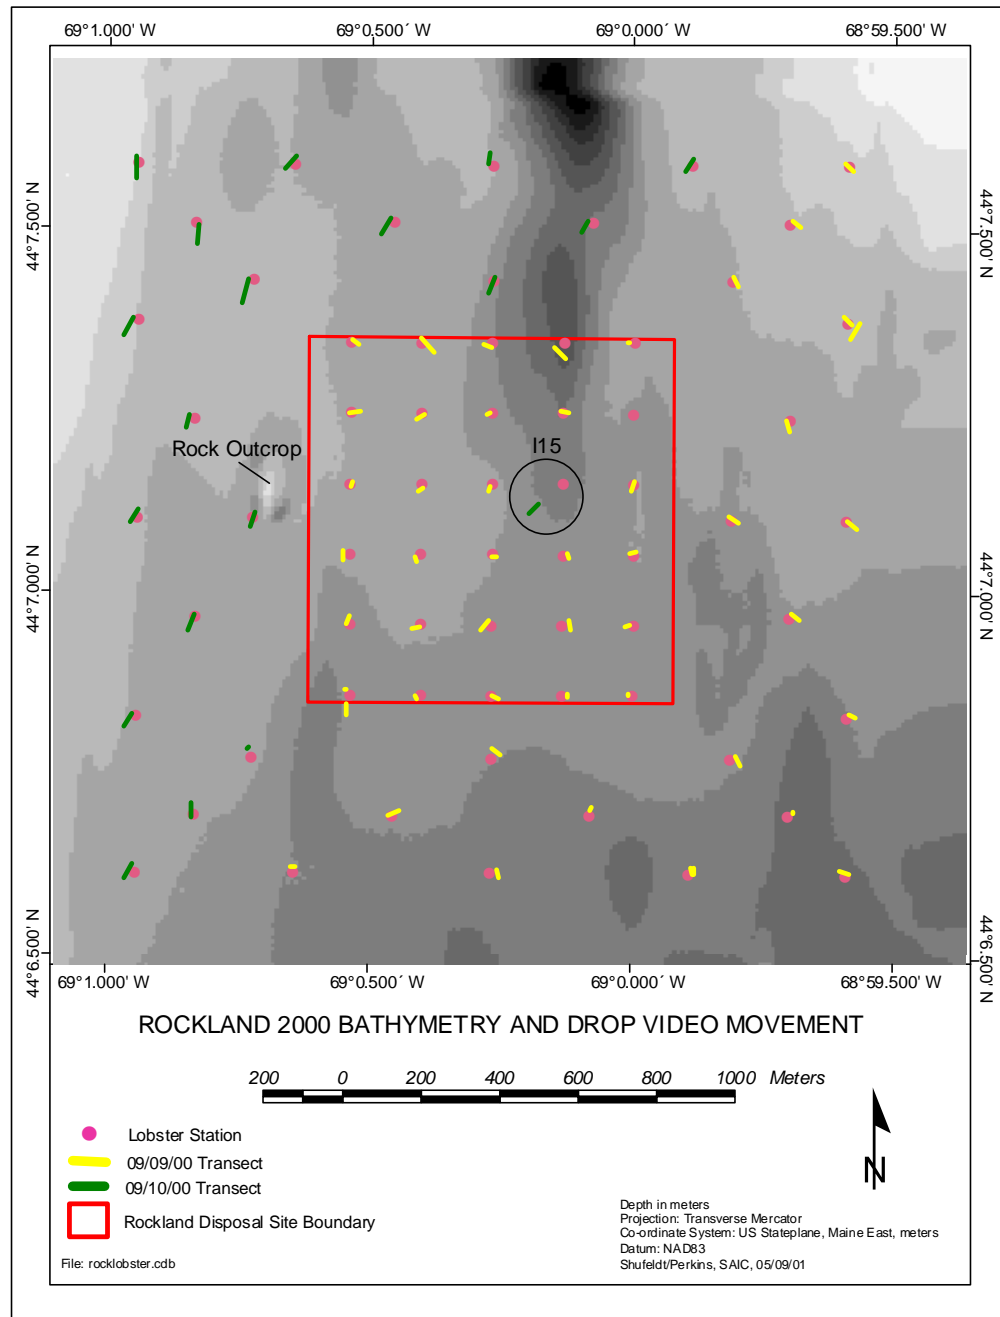 69°1.000' W 69°0.500' W 69°0.000' W 68°59.500' W
44°7.500' N
44°7.500' N
Rock Outcrop
I15
44°7.000' N
44°7.000' N
44°6.500' N
44°6.500' N
69°1.000' W 69°0.500' W 69°0.000' W 68°59.500' W
ROCKLAND 2000 BATHYMETRY AND DROP VIDEO MOVEMENT
200 0 200 400 600 800 1000 Meters
Lobster Station
09/09/00 Transect
09/10/00 Transect
Rockland Disposal Site Boundary
N
Depth in meters
Projection: Transverse Mercator
Co-ordinate System: US Stateplane, Maine East, meters
Datum: NAD83
Shufeldt/Perkins, SAIC, 05/09/01
File: rocklobster.cdb